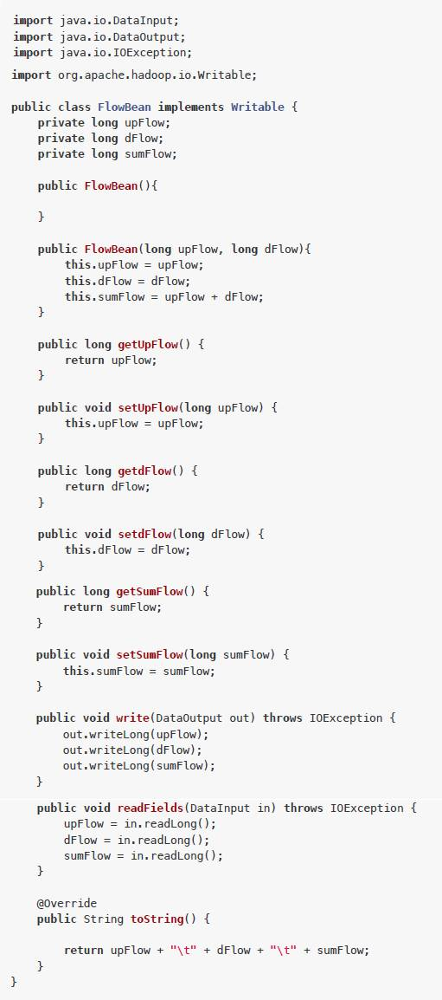 import java.io.DataInput;
import java.io.DataOutput;
import java.io.IOException;
import org.apache.hadoop.io.Writable;

public class FlowBean implements Writable {
    private long upFlow;
    private long dFlow;
    private long sumFlow;

    public FlowBean(){

    }

    public FlowBean(long upFlow, long dFlow){
        this.upFlow = upFlow;
        this.dFlow = dFlow;
        this.sumFlow = upFlow + dFlow;
    }

    public long getUpFlow() {
        return upFlow;
    }

    public void setUpFlow(long upFlow) {
        this.upFlow = upFlow;
    }

    public long getdFlow() {
        return dFlow;
    }

    public void setdFlow(long dFlow) {
        this.dFlow = dFlow;
    }

    public long getSumFlow() {
        return sumFlow;
    }

    public void setSumFlow(long sumFlow) {
        this.sumFlow = sumFlow;
    }

    public void write(DataOutput out) throws IOException {
        out.writeLong(upFlow);
        out.writeLong(dFlow);
        out.writeLong(sumFlow);
    }

    public void readFields(DataInput in) throws IOException {
        upFlow = in.readLong();
        dFlow = in.readLong();
        sumFlow = in.readLong();
    }

    @Override
    public String toString() {

        return upFlow + "\t" + dFlow + "\t" + sumFlow;
    }
}